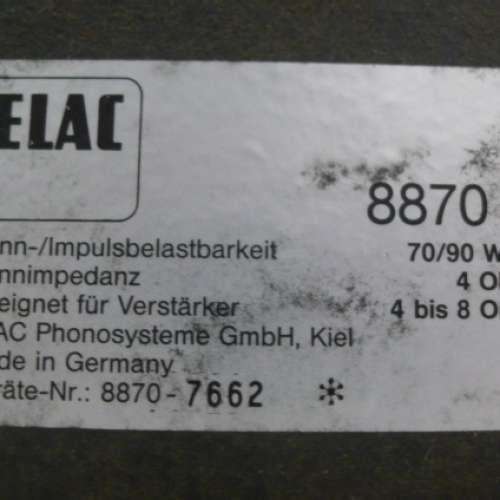 ELAC
8870
nn-/Impulsbelastbarkeit 70/90 W
nnimpedanz 4 O
eignet für Verstärker 4 bis 8 O
AC Phonosysteme GmbH, Kiel
de in Germany
räte-Nr.: 8870-7662 *